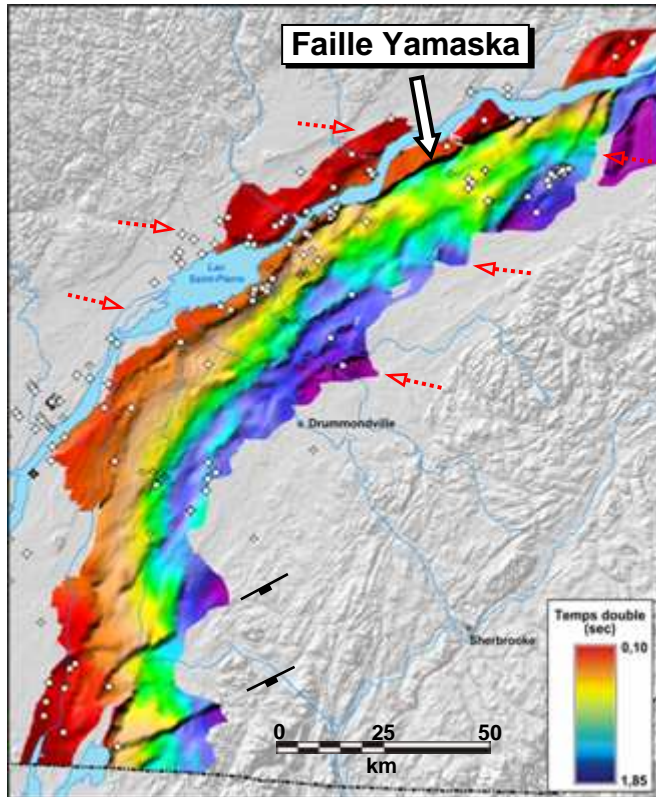 Faille Yamaska
Lac
Saint-Pierre
Drummondville
Sherbrooke
Temps double
(sec)
0,10
1,85
0 25 50
km